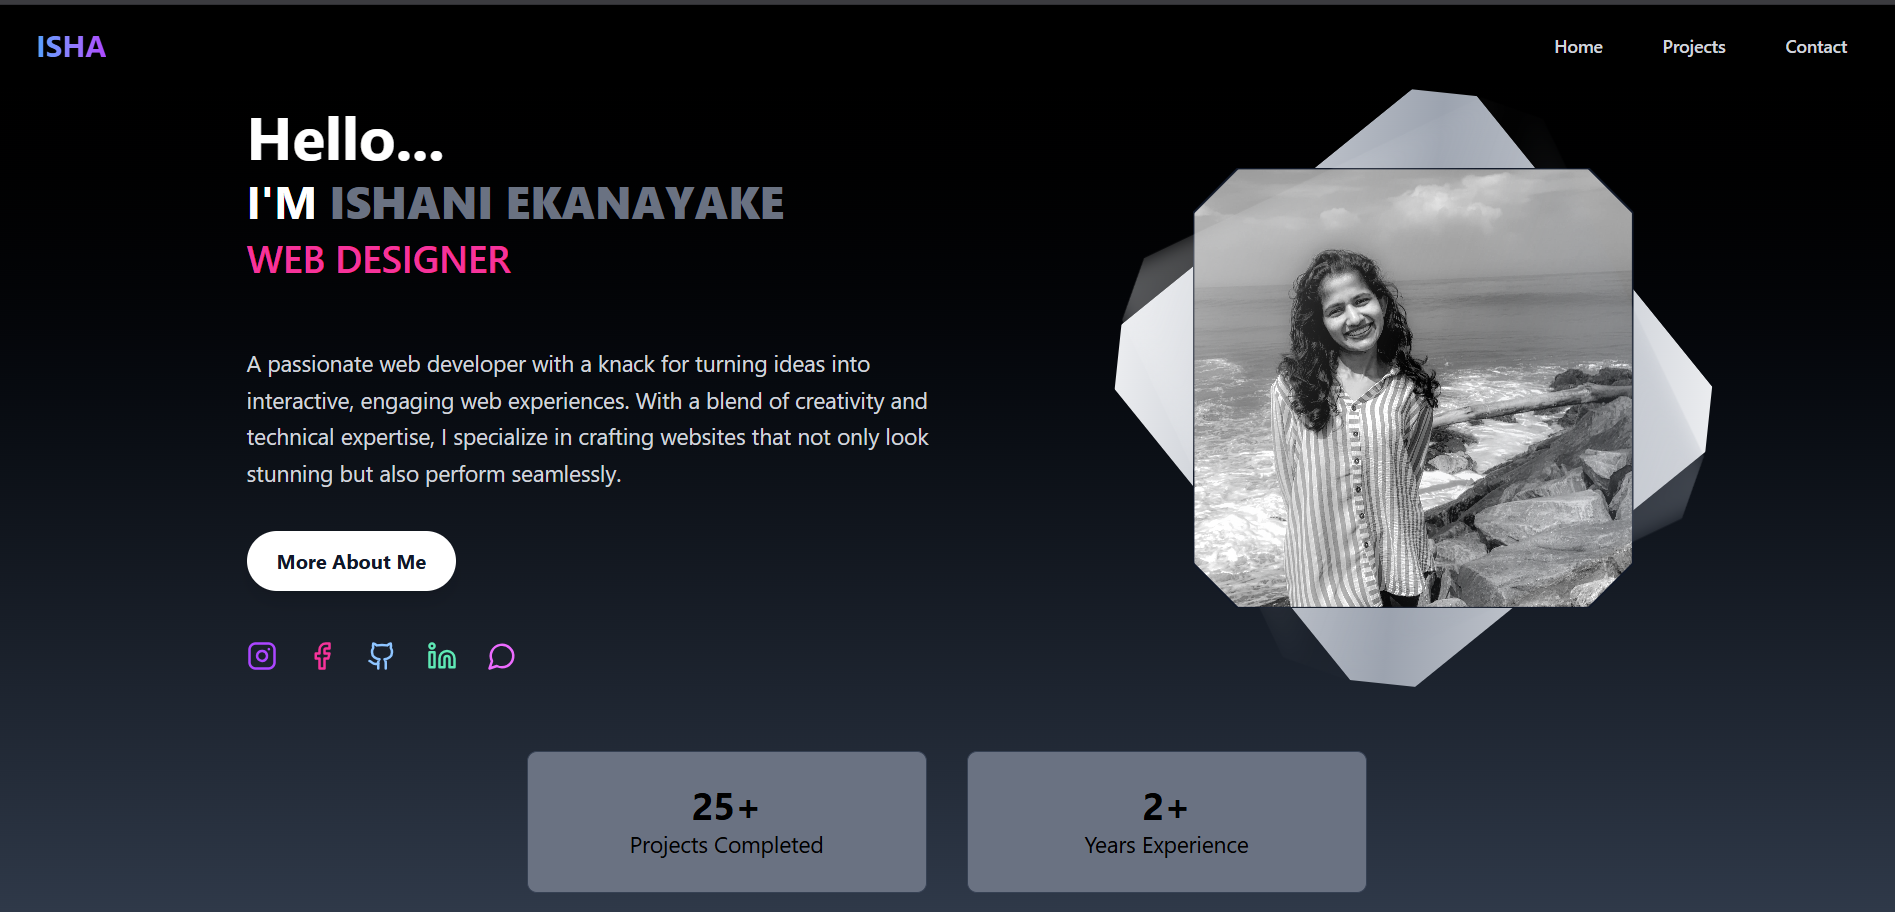 ISHA
Home
Projects
Contact
Hello...
I'M ISHANI EKANAYAKE
WEB DESIGNER
A passionate web developer with a knack for turning ideas into
interactive, engaging web experiences. With a blend of creativity and
technical expertise, I specialize in crafting websites that not only look
stunning but also perform seamlessly.
More About Me
25+
Projects Completed
2+
Years Experience